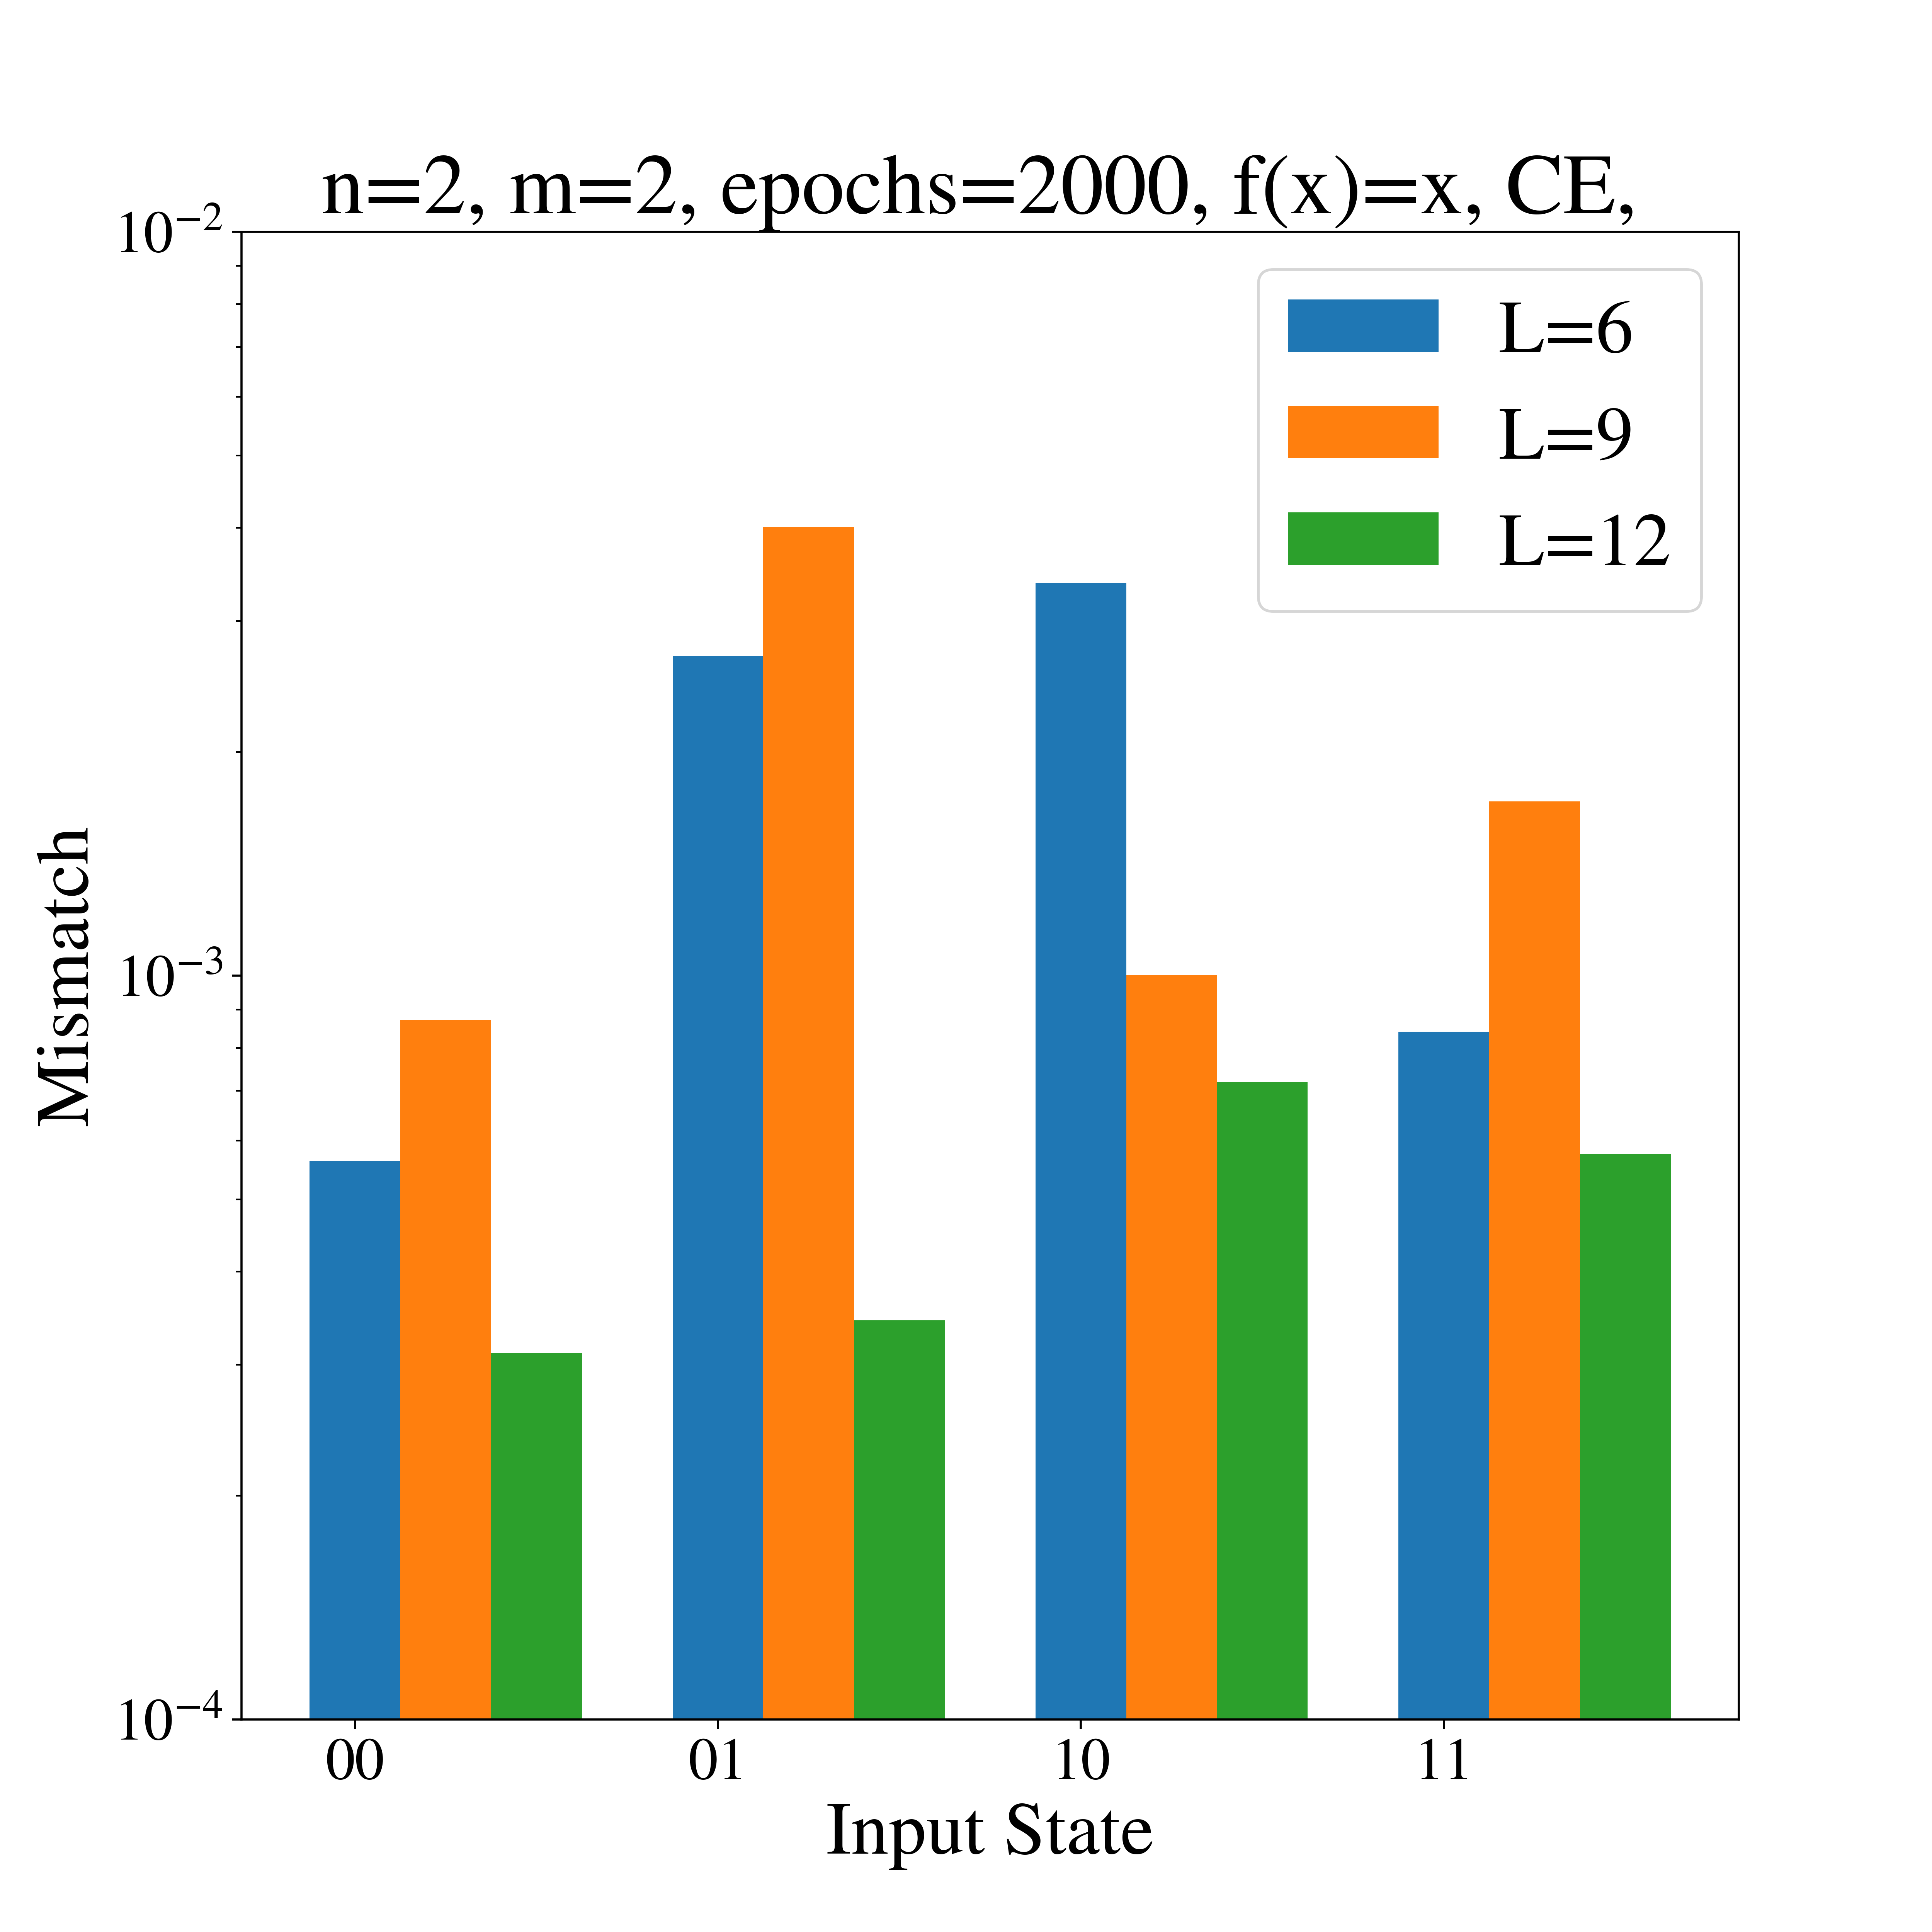 n=2, m=2, epochs=2000, f(x)=x, CE,
10⁻²
L=6
L=9
L=12
Mismatch
10⁻³
10⁻⁴
00 01 10 11
Input State